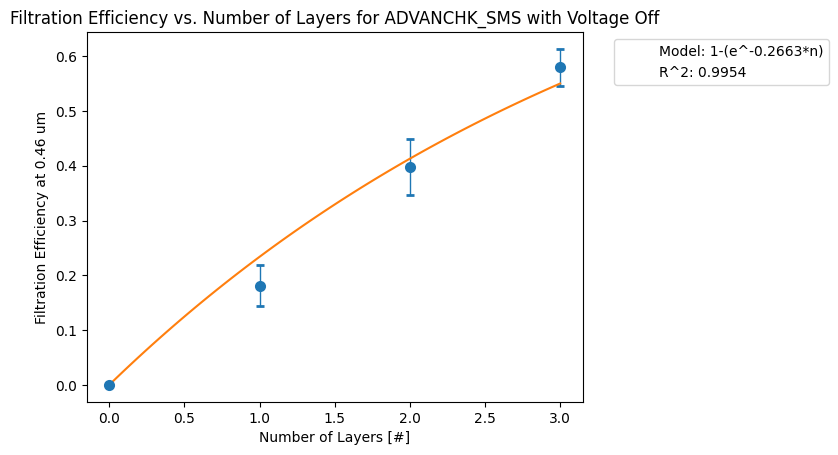 Filtration Efficiency vs. Number of Layers for ADVANCHK_SMS with Voltage Off
Model: 1-(e^-0.2663*n)
R^2: 0.9954
Filtration Efficiency at 0.46 um
0.6
0.5
0.4
0.3
0.2
0.1
0.0
0.0 0.5 1.0 1.5 2.0 2.5 3.0
Number of Layers [#]